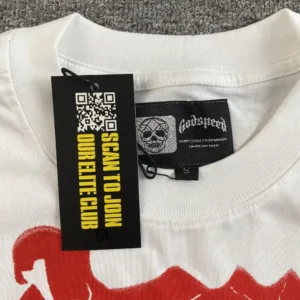 SCAN TO JOIN
OUR ELITE CLUB
Godspeed
S